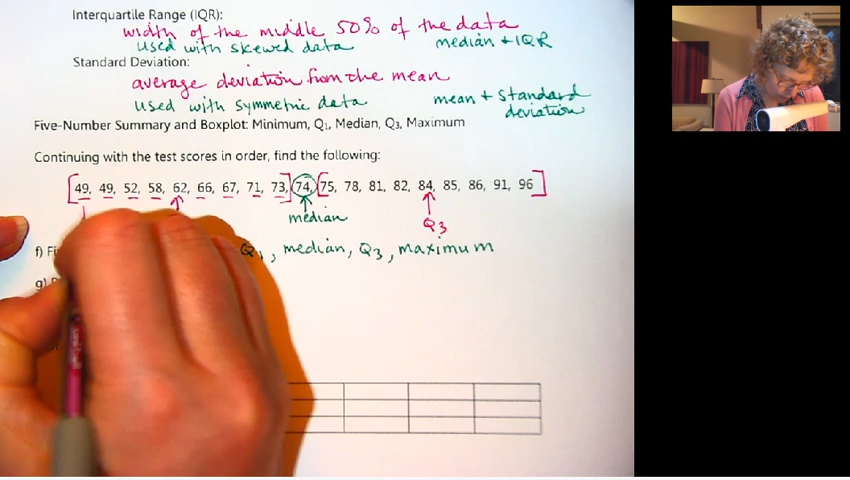 Interquartile Range (IQR):
width of the middle 50% of the data
used with skewed data median + IQR
Standard Deviation:
average deviation from the mean
used with symmetric data mean + standard
deviation
Five-Number Summary and Boxplot: Minimum, Q1, Median, Q3, Maximum
Continuing with the test scores in order, find the following:
[49, 49, 52, 58, 62, 66, 67, 71, 73,] 74, [75, 78, 81, 82, 84, 85, 86, 91, 96]
median Q3
f) Q1, median, Q3, maximum
g)